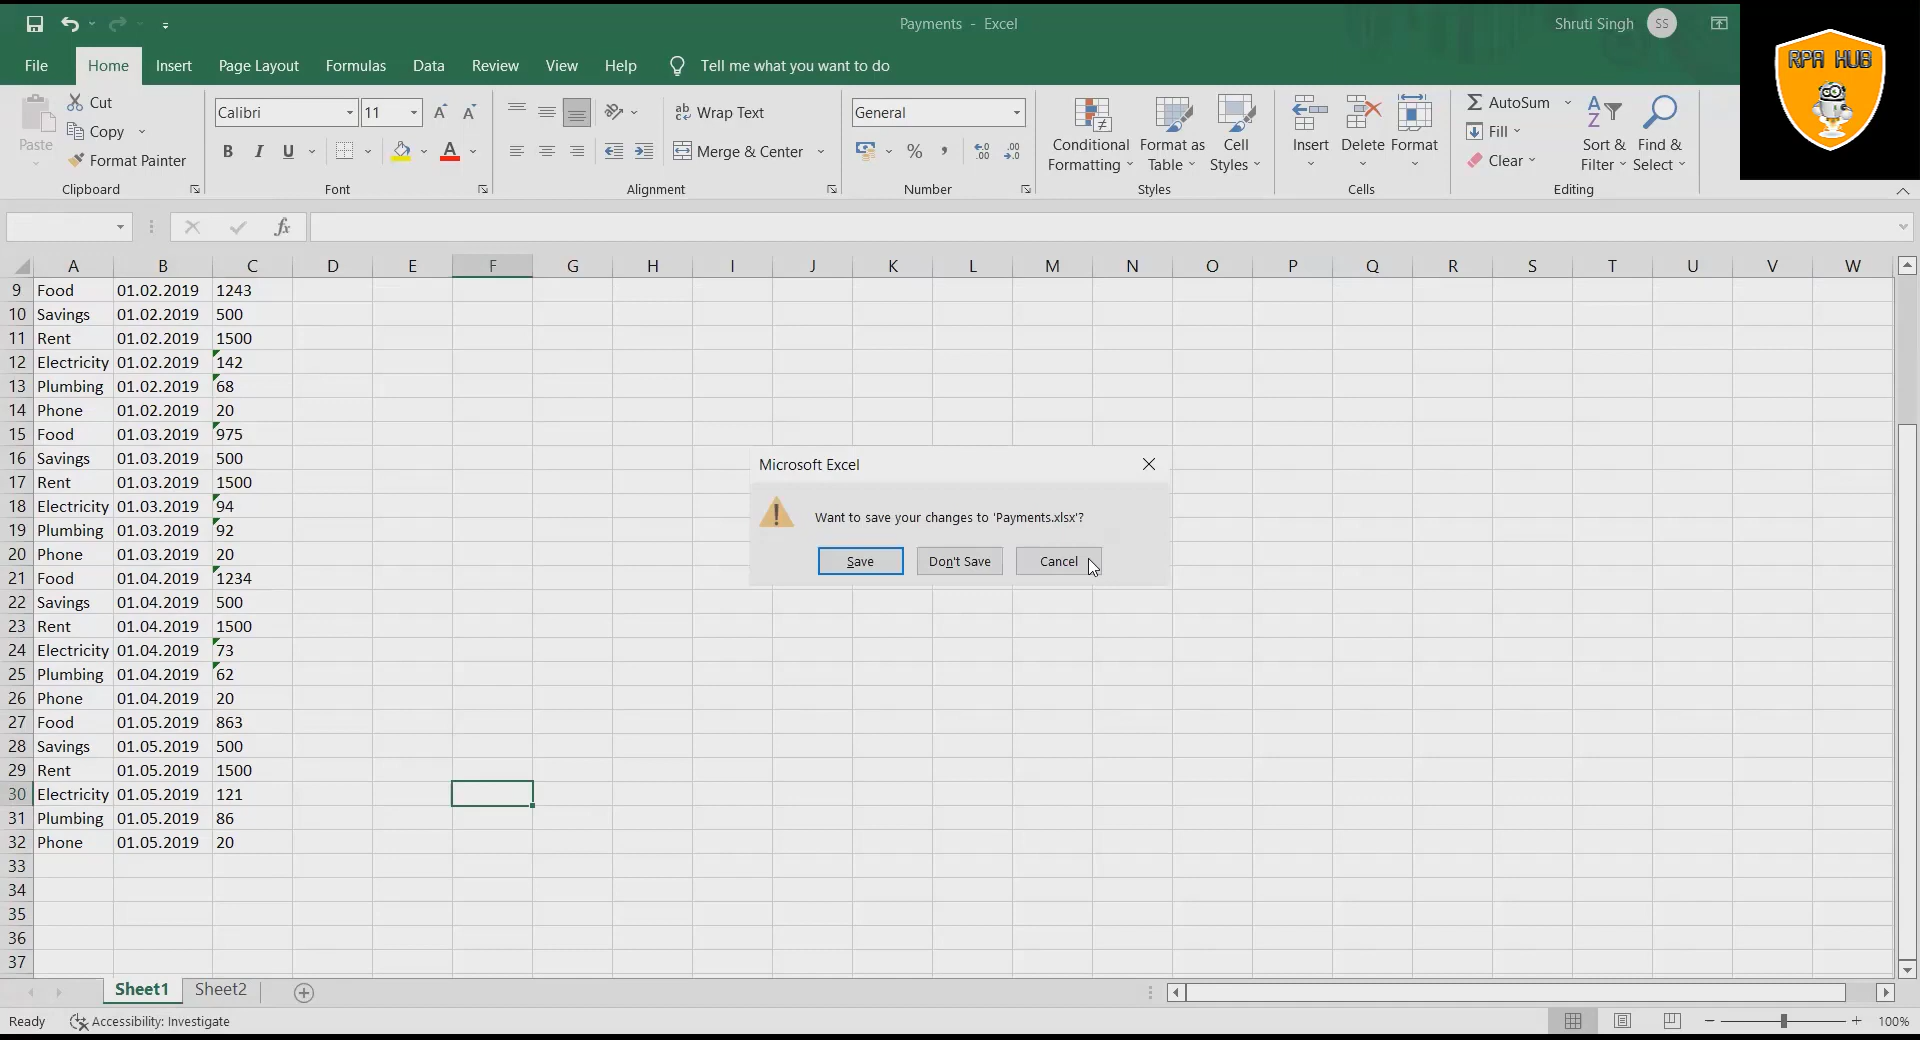 Payments - Excel
Shruti Singh SS
RPA HUB
File Home Insert Page Layout Formulas Data Review View Help Tell me what you want to do
Paste
Cut
Copy
Format Painter
Clipboard
Calibri 11 A A
B I U A
Font
ab Wrap Text
Merge & Center
Alignment
General
% , .00 .00
Number
Conditional Formatting
Format as Table
Cell Styles
Styles
Insert Delete Format
Cells
AutoSum
Fill
Clear
Sort & Filter
Find & Select
Editing
fx
A B C D E F G H I J K L M N O P Q R S T U V W
9 Food 01.02.2019 1243
10 Savings 01.02.2019 500
11 Rent 01.02.2019 1500
12 Electricity 01.02.2019 142
13 Plumbing 01.02.2019 68
14 Phone 01.02.2019 20
15 Food 01.03.2019 975
16 Savings 01.03.2019 500
17 Rent 01.03.2019 1500
18 Electricity 01.03.2019 94
19 Plumbing 01.03.2019 92
20 Phone 01.03.2019 20
21 Food 01.04.2019 1234
22 Savings 01.04.2019 500
23 Rent 01.04.2019 1500
24 Electricity 01.04.2019 73
25 Plumbing 01.04.2019 62
26 Phone 01.04.2019 20
27 Food 01.05.2019 863
28 Savings 01.05.2019 500
29 Rent 01.05.2019 1500
30 Electricity 01.05.2019 121
31 Plumbing 01.05.2019 86
32 Phone 01.05.2019 20
33
34
35
36
37
Microsoft Excel
Want to save your changes to 'Payments.xlsx'?
Save Don't Save Cancel
Sheet1 Sheet2
Ready Accessibility: Investigate 100%